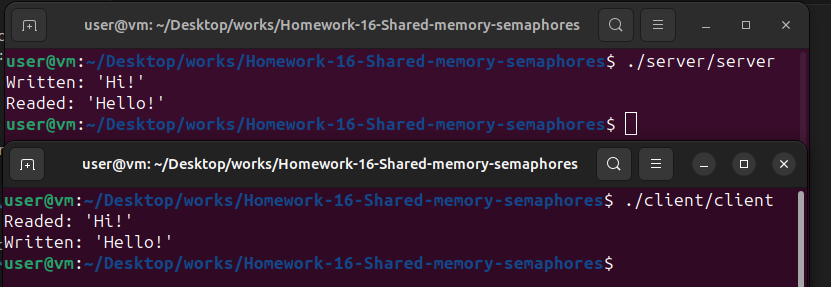 user@vm: ~/Desktop/works/Homework-16-Shared-memory-semaphores
user@vm:~/Desktop/works/Homework-16-Shared-memory-semaphores$ ./server/server
Written: 'Hi!'
Readed: 'Hello!'
user@vm:~/Desktop/works/Homework-16-Shared-memory-semaphores$
user@vm: ~/Desktop/works/Homework-16-Shared-memory-semaphores
user@vm:~/Desktop/works/Homework-16-Shared-memory-semaphores$ ./client/client
Readed: 'Hi!'
Written: 'Hello!'
user@vm:~/Desktop/works/Homework-16-Shared-memory-semaphores$